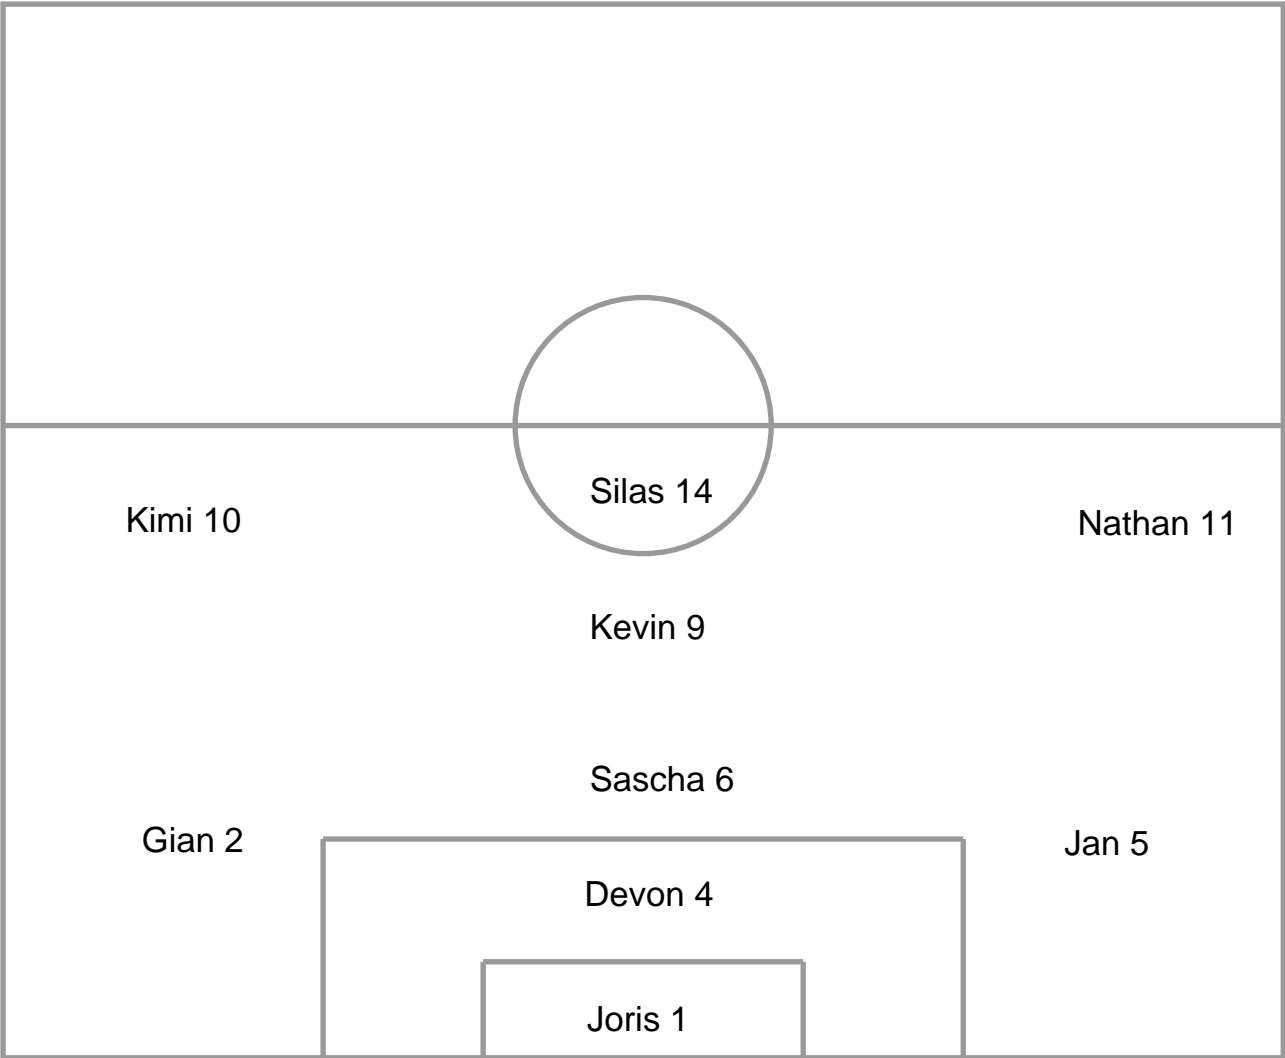 Silas 14
Kimi 10
Nathan 11
Kevin 9
Sascha 6
Gian 2
Jan 5
Devon 4
Joris 1